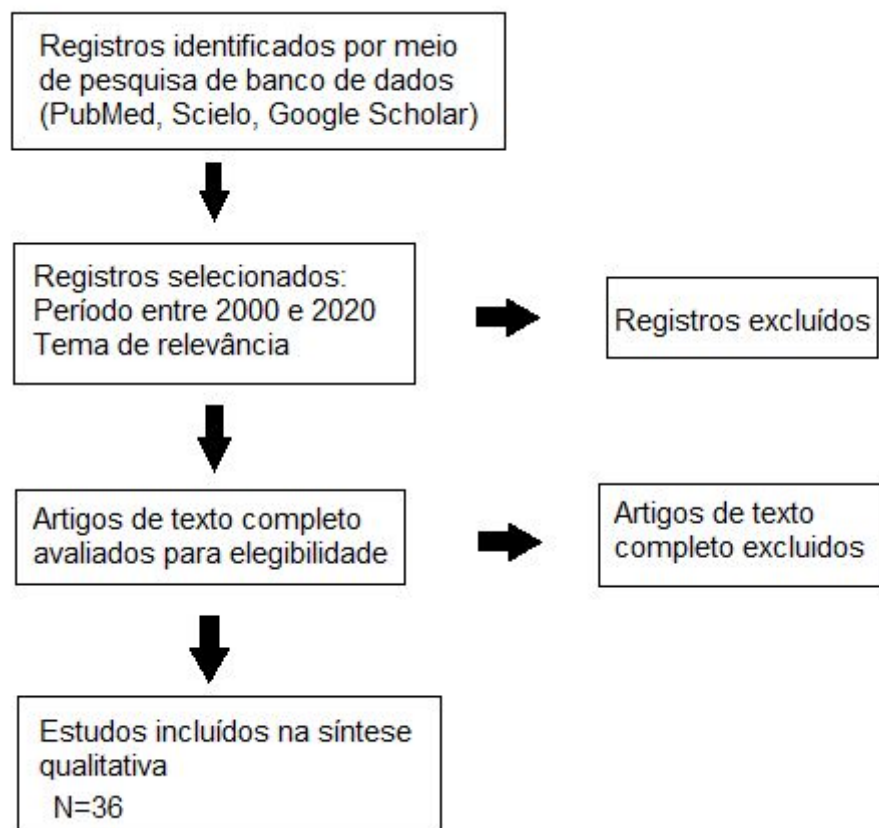 Registros identificados por meio
de pesquisa de banco de dados
(PubMed, Scielo, Google Scholar)
Registros selecionados:
Período entre 2000 e 2020
Tema de relevância
Registros excluídos
Artigos de texto completo
avaliados para elegibilidade
Artigos de texto
completo excluidos
Estudos incluídos na síntese
qualitativa
N=36